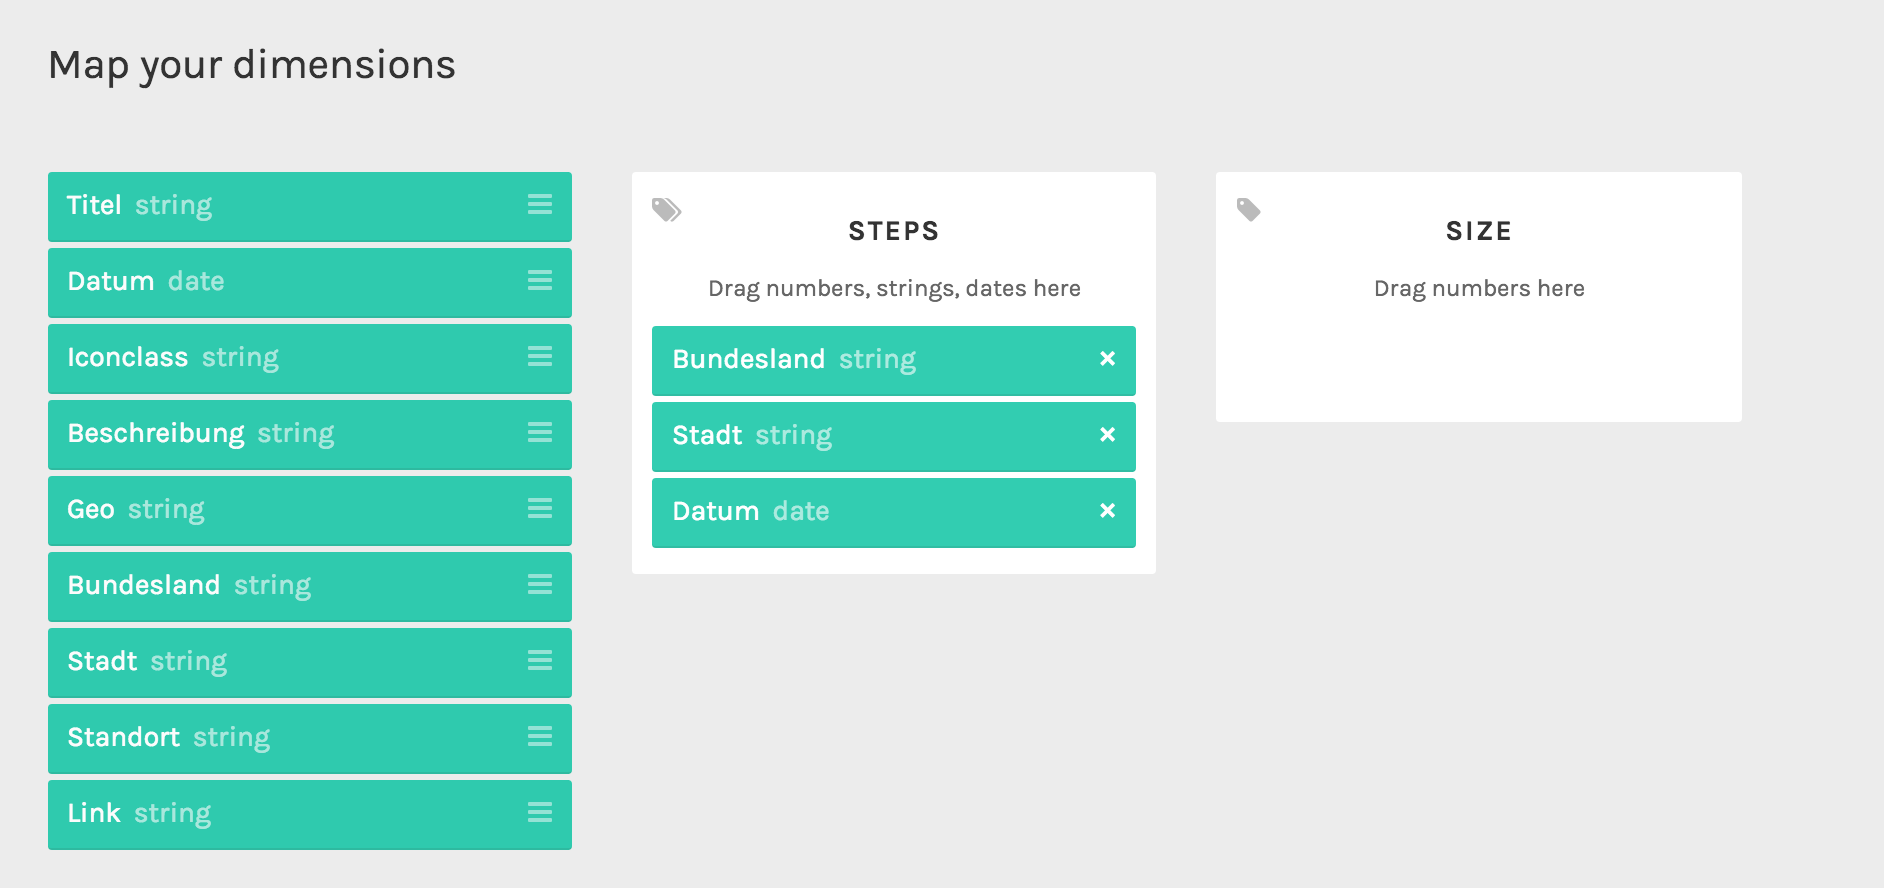 Map your dimensions
Titel string
Datum date
Iconclass string
Beschreibung string
Geo string
Bundesland string
Stadt string
Standort string
Link string
STEPS
Drag numbers, strings, dates here
Bundesland string
Stadt string
Datum date
SIZE
Drag numbers here